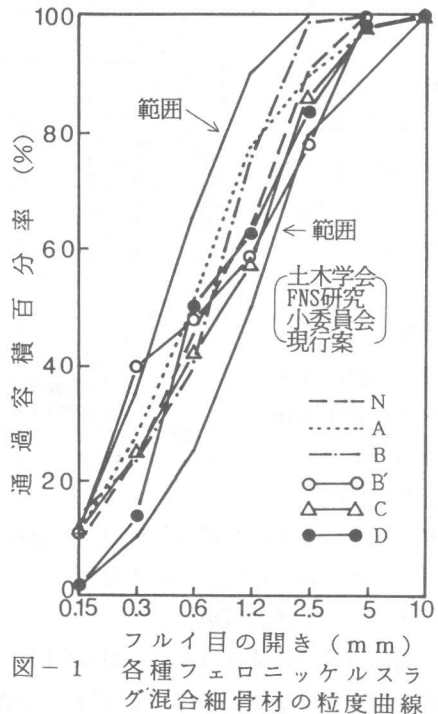 通過容積百分率 (%)
100
80
60
40
20
0
範囲
範囲
土木学会
FNS研究
小委員会
現行案
N
A
B
B′
C
D
0.15 0.3 0.6 1.2 2.5 5 10
フルイ目の開き (mm)
図－1 各種フェロニッケルスラ
グ混合細骨材の粒度曲線